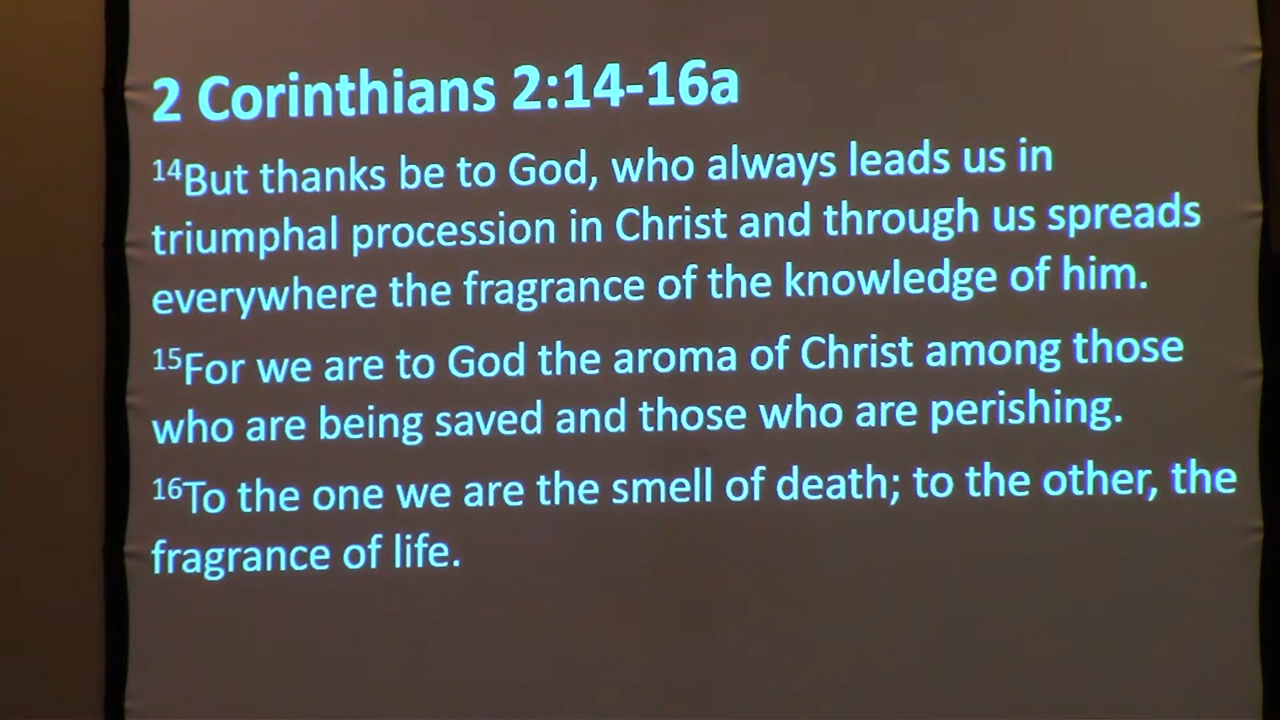 2 Corinthians 2:14-16a
14But thanks be to God, who always leads us in
triumphal procession in Christ and through us spreads
everywhere the fragrance of the knowledge of him.
15For we are to God the aroma of Christ among those
who are being saved and those who are perishing.
16To the one we are the smell of death; to the other, the
fragrance of life.